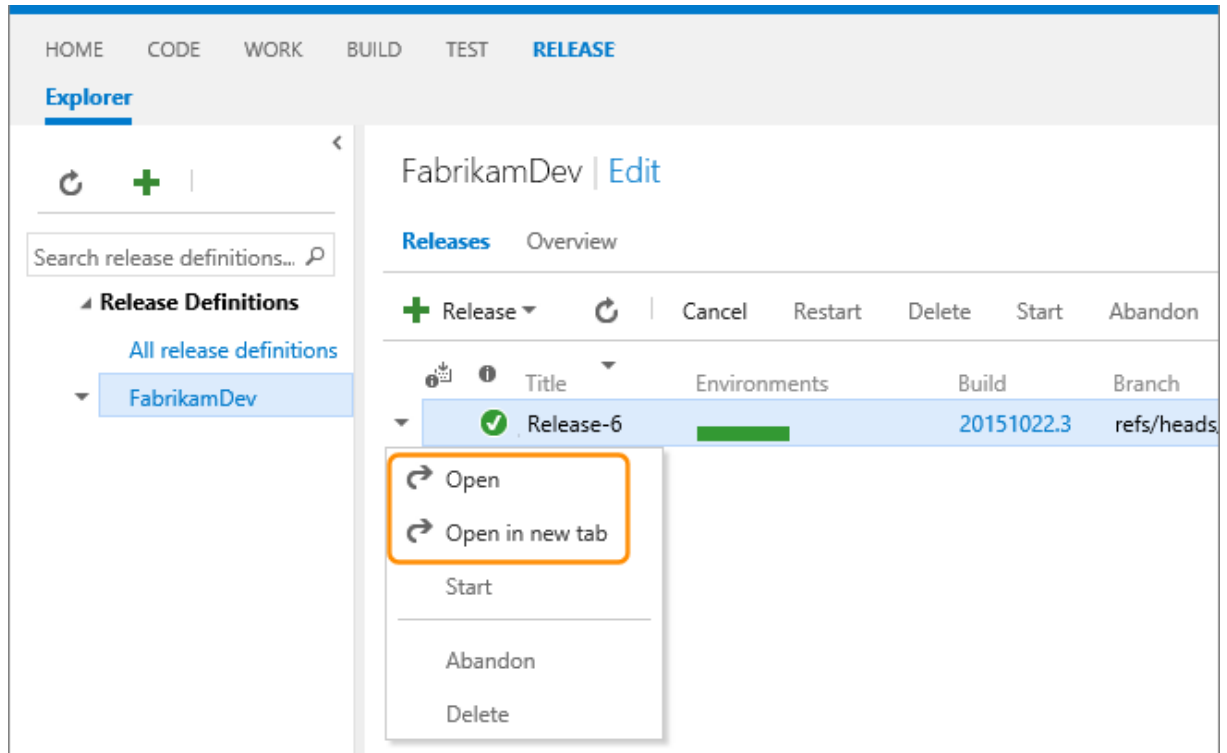 HOME CODE WORK BUILD TEST RELEASE
Explorer
FabrikamDev | Edit
Search release definitions...
Releases Overview
Release Definitions
Release Cancel Restart Delete Start Abandon
All release definitions
Title Environments Build Branch
FabrikamDev
Release-6 20151022.3 refs/heads/
Open
Open in new tab
Start
Abandon
Delete